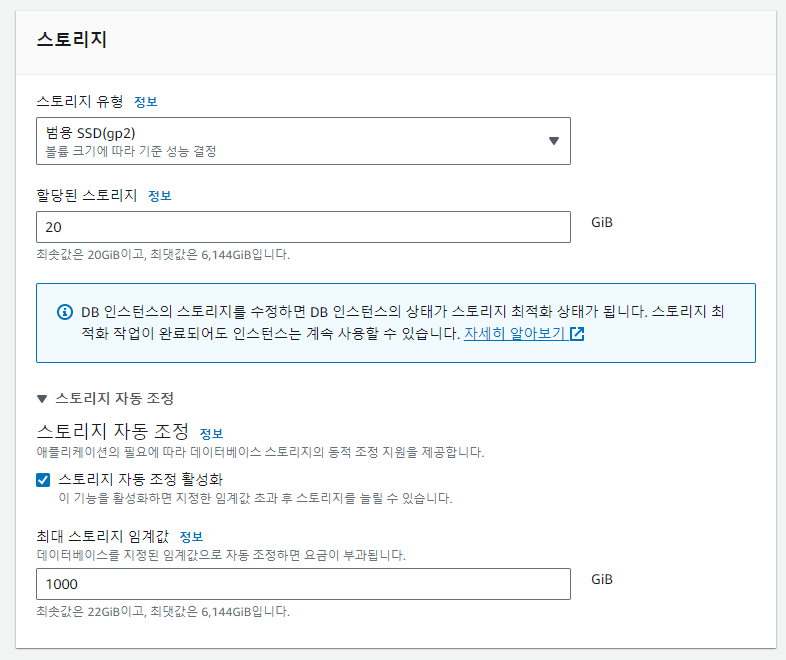 스토리지
스토리지 유형 정보
범용 SSD(gp2)
볼륨 크기에 따라 기준 성능 결정
할당된 스토리지 정보
20 GiB
최솟값은 20GiB이고, 최댓값은 6,144GiB입니다.
DB 인스턴스의 스토리지를 수정하면 DB 인스턴스의 상태가 스토리지 최적화 상태가 됩니다. 스토리지 최
적화 작업이 완료되어도 인스턴스는 계속 사용할 수 있습니다. 자세히 알아보기
스토리지 자동 조정
스토리지 자동 조정 정보
애플리케이션의 필요에 따라 데이터베이스 스토리지의 동적 조정 지원을 제공합니다.
스토리지 자동 조정 활성화
이 기능을 활성화하면 지정한 임계값 초과 후 스토리지를 늘릴 수 있습니다.
최대 스토리지 임계값 정보
데이터베이스를 지정된 임계값으로 자동 조정하면 요금이 부과됩니다.
1000 GiB
최솟값은 22GiB이고, 최댓값은 6,144GiB입니다.